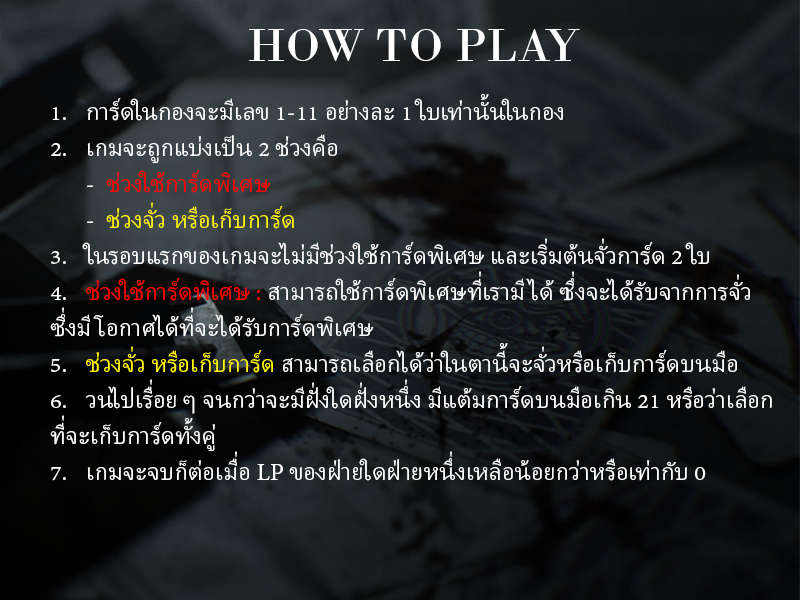 HOW TO PLAY
1. การ์ดในกองจะมีเลข 1-11 อย่างละ 1 ใบเท่านั้นในกอง
2. เกมจะถูกแบ่งเป็น 2 ช่วงคือ
- ช่วงใช้การ์ดพิเศษ
- ช่วงจั่ว หรือเก็บการ์ด
3. ในรอบแรกของเกมจะไม่มีช่วงใช้การ์ดพิเศษ และเริ่มต้นจั่วการ์ด 2 ใบ
4. ช่วงใช้การ์ดพิเศษ : สามารถใช้การ์ดพิเศษที่เรามีได้ ซึ่งจะได้รับจากการจั่ว
ซึ่งมีโอกาศได้ที่จะได้รับการ์ดพิเศษ
5. ช่วงจั่ว หรือเก็บการ์ด สามารถเลือกได้ว่าในตานี้จะจั่วหรือเก็บการ์ดบนมือ
6. วนไปเรื่อย ๆ จนกว่าจะมีฝั่งใดฝั่งหนึ่ง มีแต้มการ์ดบนมือเกิน 21 หรือว่าเลือก
ที่จะเก็บการ์ดทั้งคู่
7. เกมจะจบก็ต่อเมื่อ LP ของฝ่ายใดฝ่ายหนึ่งเหลือน้อยกว่าหรือเท่ากับ 0